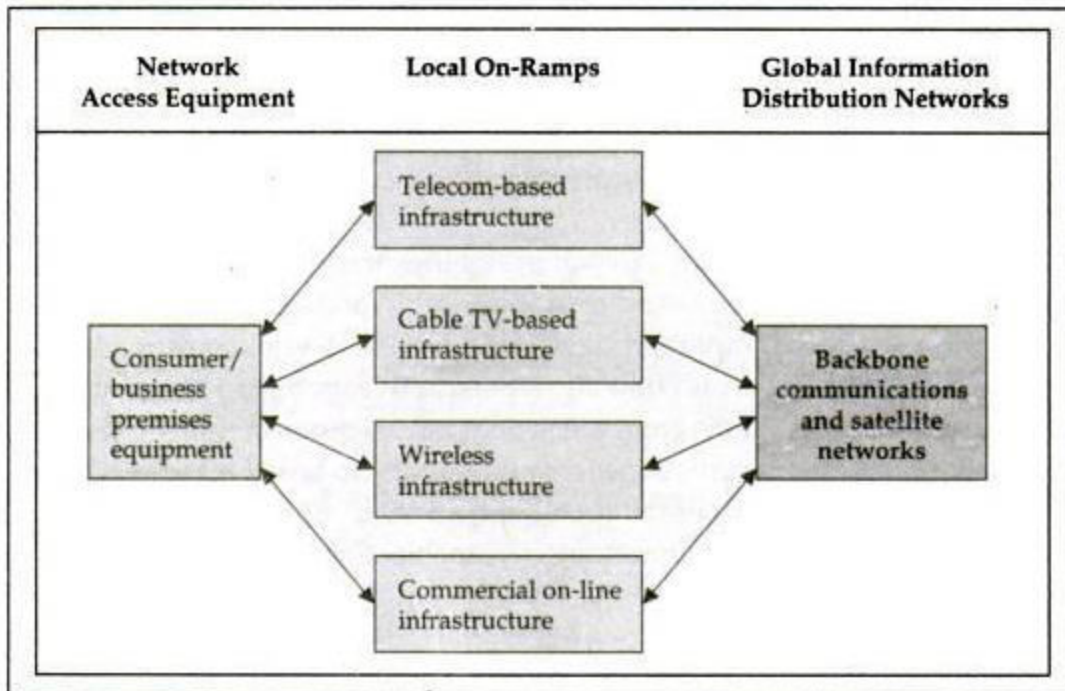 Network
Access Equipment
Local On-Ramps
Global Information
Distribution Networks
Telecom-based
infrastructure
Cable TV-based
infrastructure
Consumer/
business
premises
equipment
Backbone
communications
and satellite
networks
Wireless
infrastructure
Commercial on-line
infrastructure